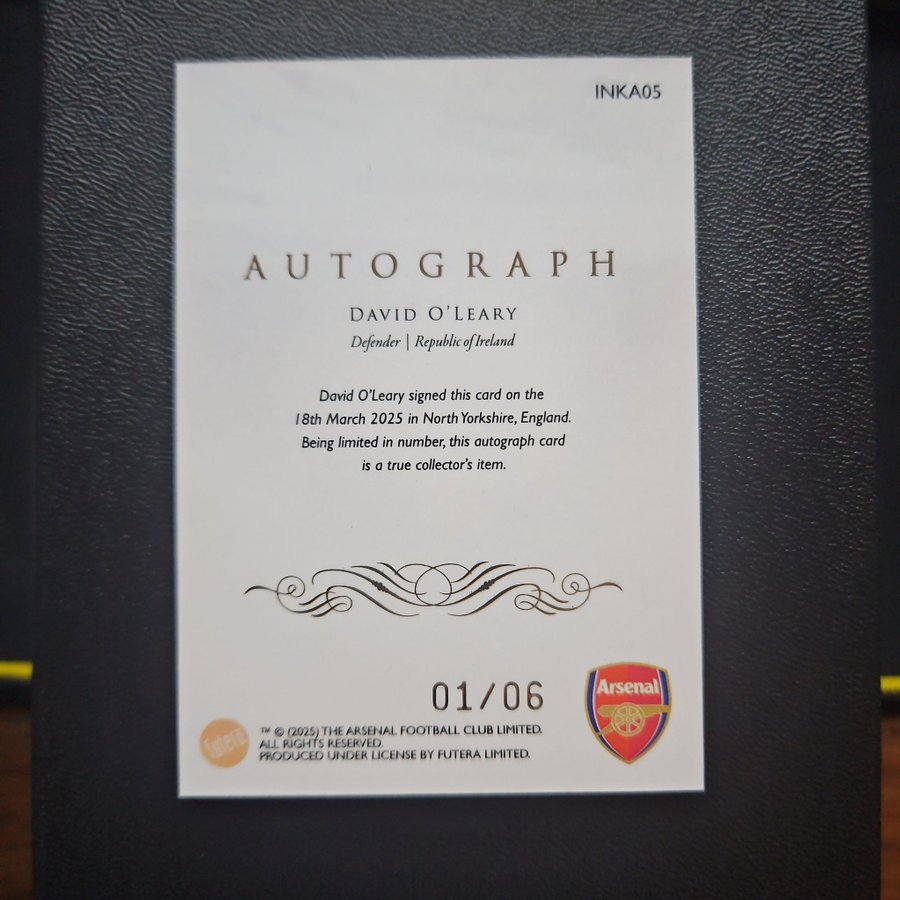 INKA05
AUTOGRAPH
DAVID O'LEARY
Defender | Republic of Ireland
David O'Leary signed this card on the
18th March 2025 in North Yorkshire, England.
Being limited in number, this autograph card
is a true collector's item.
01/06
Arsenal
futera
™ © (2025) THE ARSENAL FOOTBALL CLUB LIMITED.
ALL RIGHTS RESERVED.
PRODUCED UNDER LICENSE BY FUTERA LIMITED.